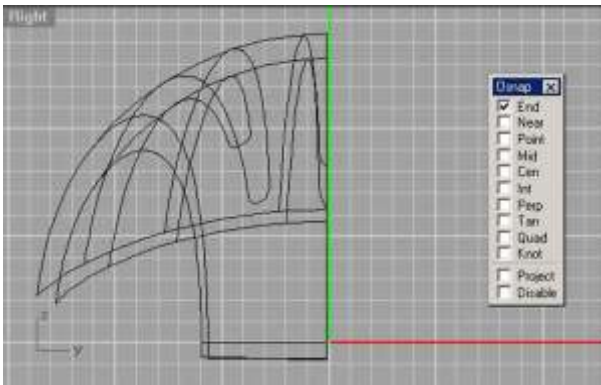 Right
Osnap
End
Near
Point
Mid
Cen
Int
Perp
Tan
Quad
Knot
Project
Disable
z
y